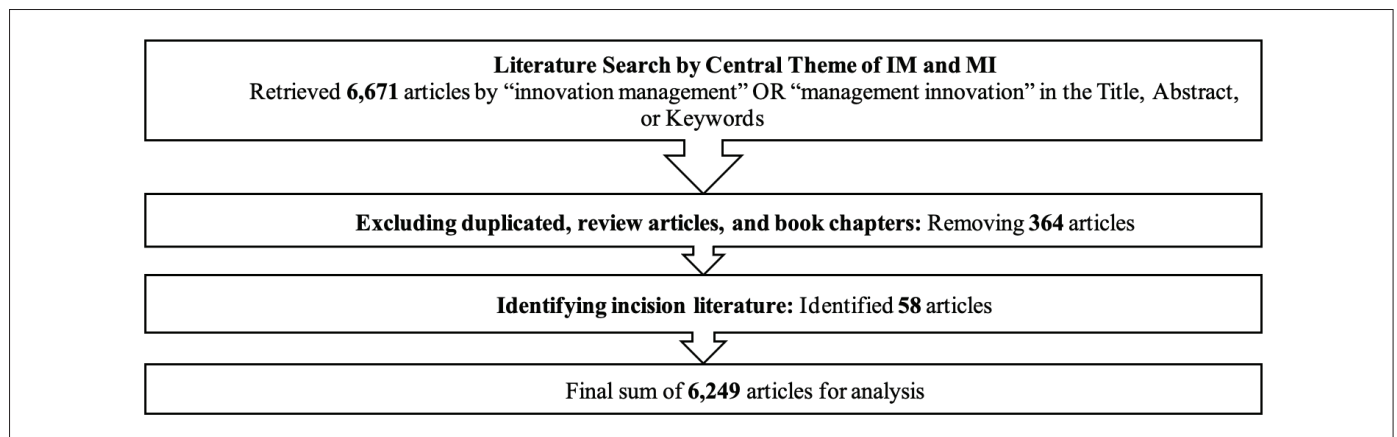 Literature Search by Central Theme of IM and MI
Retrieved 6,671 articles by “innovation management” OR “management innovation” in the Title, Abstract,
or Keywords
Excluding duplicated, review articles, and book chapters: Removing 364 articles
Identifying incision literature: Identified 58 articles
Final sum of 6,249 articles for analysis